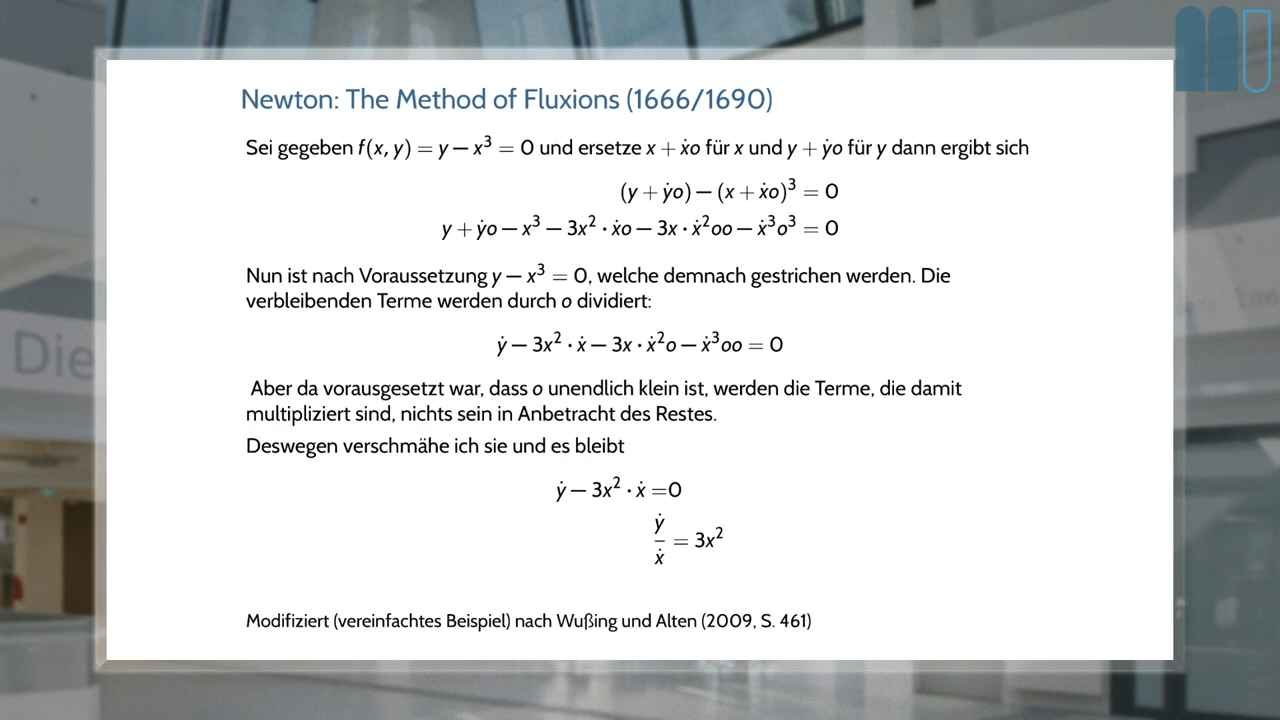 Newton: The Method of Fluxions (1666/1690)
Sei gegeben f(x, y) = y − x³ = 0 und ersetze x + ẋo für x und y + ẏo für y dann ergibt sich
(y + ẏo) − (x + ẋo)³ = 0
y + ẏo − x³ − 3x² · ẋo − 3x · ẋ²oo − ẋ³o³ = 0
Nun ist nach Voraussetzung y − x³ = 0, welche demnach gestrichen werden. Die
verbleibenden Terme werden durch o dividiert:
ẏ − 3x² · ẋ − 3x · ẋ²o − ẋ³oo = 0
Aber da vorausgesetzt war, dass o unendlich klein ist, werden die Terme, die damit
multipliziert sind, nichts sein in Anbetracht des Restes.
Deswegen verschmähe ich sie und es bleibt
ẏ − 3x² · ẋ =0
ẏ/ẋ = 3x²
Modifiziert (vereinfachtes Beispiel) nach Wußing und Alten (2009, S. 461)
Die